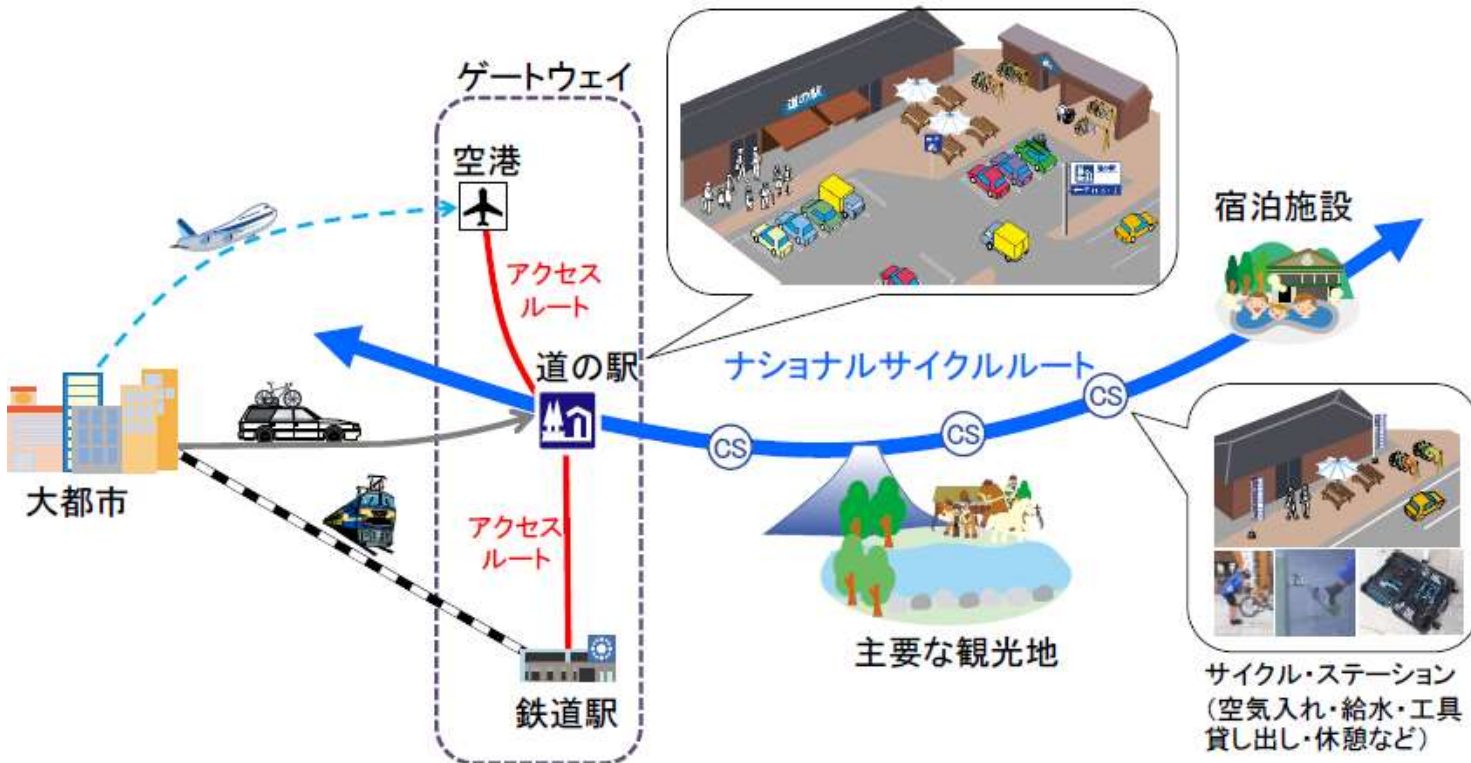 ゲートウェイ
空港
アクセス
ルート
道の駅
大都市
アクセス
ルート
鉄道駅
道の駅
ナショナルサイクルルート
CS
CS
CS
主要な観光地
宿泊施設
サイクル・ステーション
(空気入れ・給水・工具
貸し出し・休憩など)